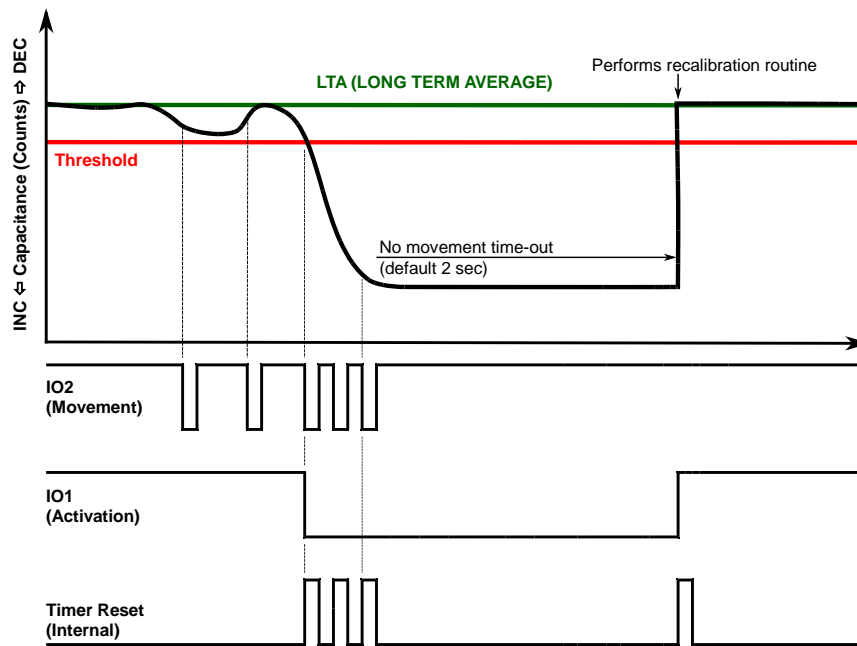 Performs recalibration routine
LTA (LONG TERM AVERAGE)
INC ⇦ Capacitance (Counts) ⇨ DEC
Threshold
No movement time-out
(default 2 sec)
IO2
(Movement)
IO1
(Activation)
Timer Reset
(Internal)